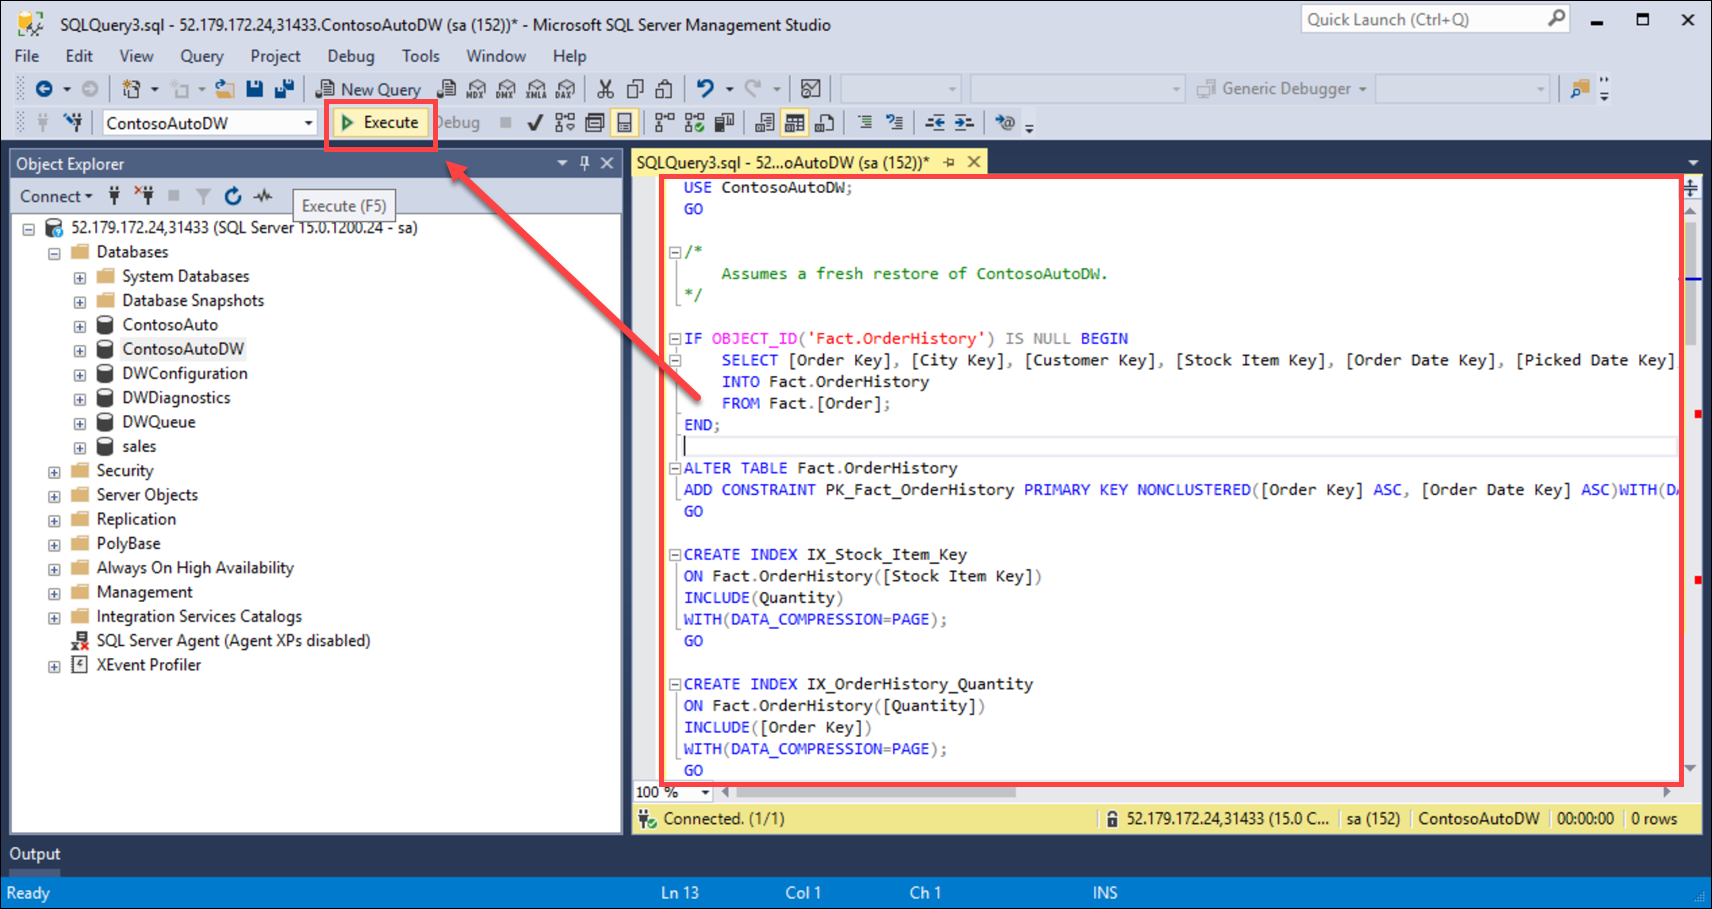 SQLQuery3.sql - 52.179.172.24,31433.ContosoAutoDW (sa (152))* - Microsoft SQL Server Management Studio
Quick Launch (Ctrl+Q)
File Edit View Query Project Debug Tools Window Help
New Query MDX DMX XMLA DAX Generic Debugger
ContosoAutoDW Execute Debug
Object Explorer
Connect
Execute (F5)
52.179.172.24,31433 (SQL Server 15.0.1200.24 - sa)
Databases
System Databases
Database Snapshots
ContosoAuto
ContosoAutoDW
DWConfiguration
DWDiagnostics
DWQueue
sales
Security
Server Objects
Replication
PolyBase
Always On High Availability
Management
Integration Services Catalogs
SQL Server Agent (Agent XPs disabled)
XEvent Profiler
SQLQuery3.sql - 52...oAutoDW (sa (152))*
USE ContosoAutoDW;
GO
/*
Assumes a fresh restore of ContosoAutoDW.
*/
IF OBJECT_ID('Fact.OrderHistory') IS NULL BEGIN
SELECT [Order Key], [City Key], [Customer Key], [Stock Item Key], [Order Date Key], [Picked Date Key]
INTO Fact.OrderHistory
FROM Fact.[Order];
END;
ALTER TABLE Fact.OrderHistory
ADD CONSTRAINT PK_Fact_OrderHistory PRIMARY KEY NONCLUSTERED([Order Key] ASC, [Order Date Key] ASC)WITH(DA
GO
CREATE INDEX IX_Stock_Item_Key
ON Fact.OrderHistory([Stock Item Key])
INCLUDE(Quantity)
WITH(DATA_COMPRESSION=PAGE);
GO
CREATE INDEX IX_OrderHistory_Quantity
ON Fact.OrderHistory([Quantity])
INCLUDE([Order Key])
WITH(DATA_COMPRESSION=PAGE);
GO
100 %
Connected. (1/1) 52.179.172.24,31433 (15.0 C... sa (152) ContosoAutoDW 00:00:00 0 rows
Output
Ready Ln 13 Col 1 Ch 1 INS